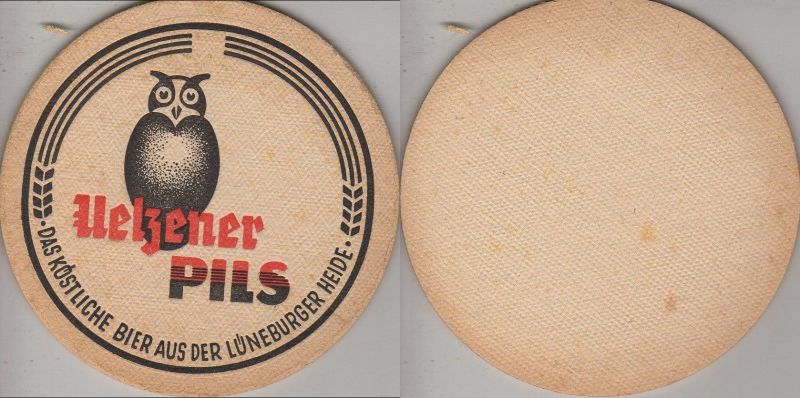 Uelzener
PILS
· DAS KÖSTLICHE BIER AUS DER LÜNEBURGER HEIDE ·